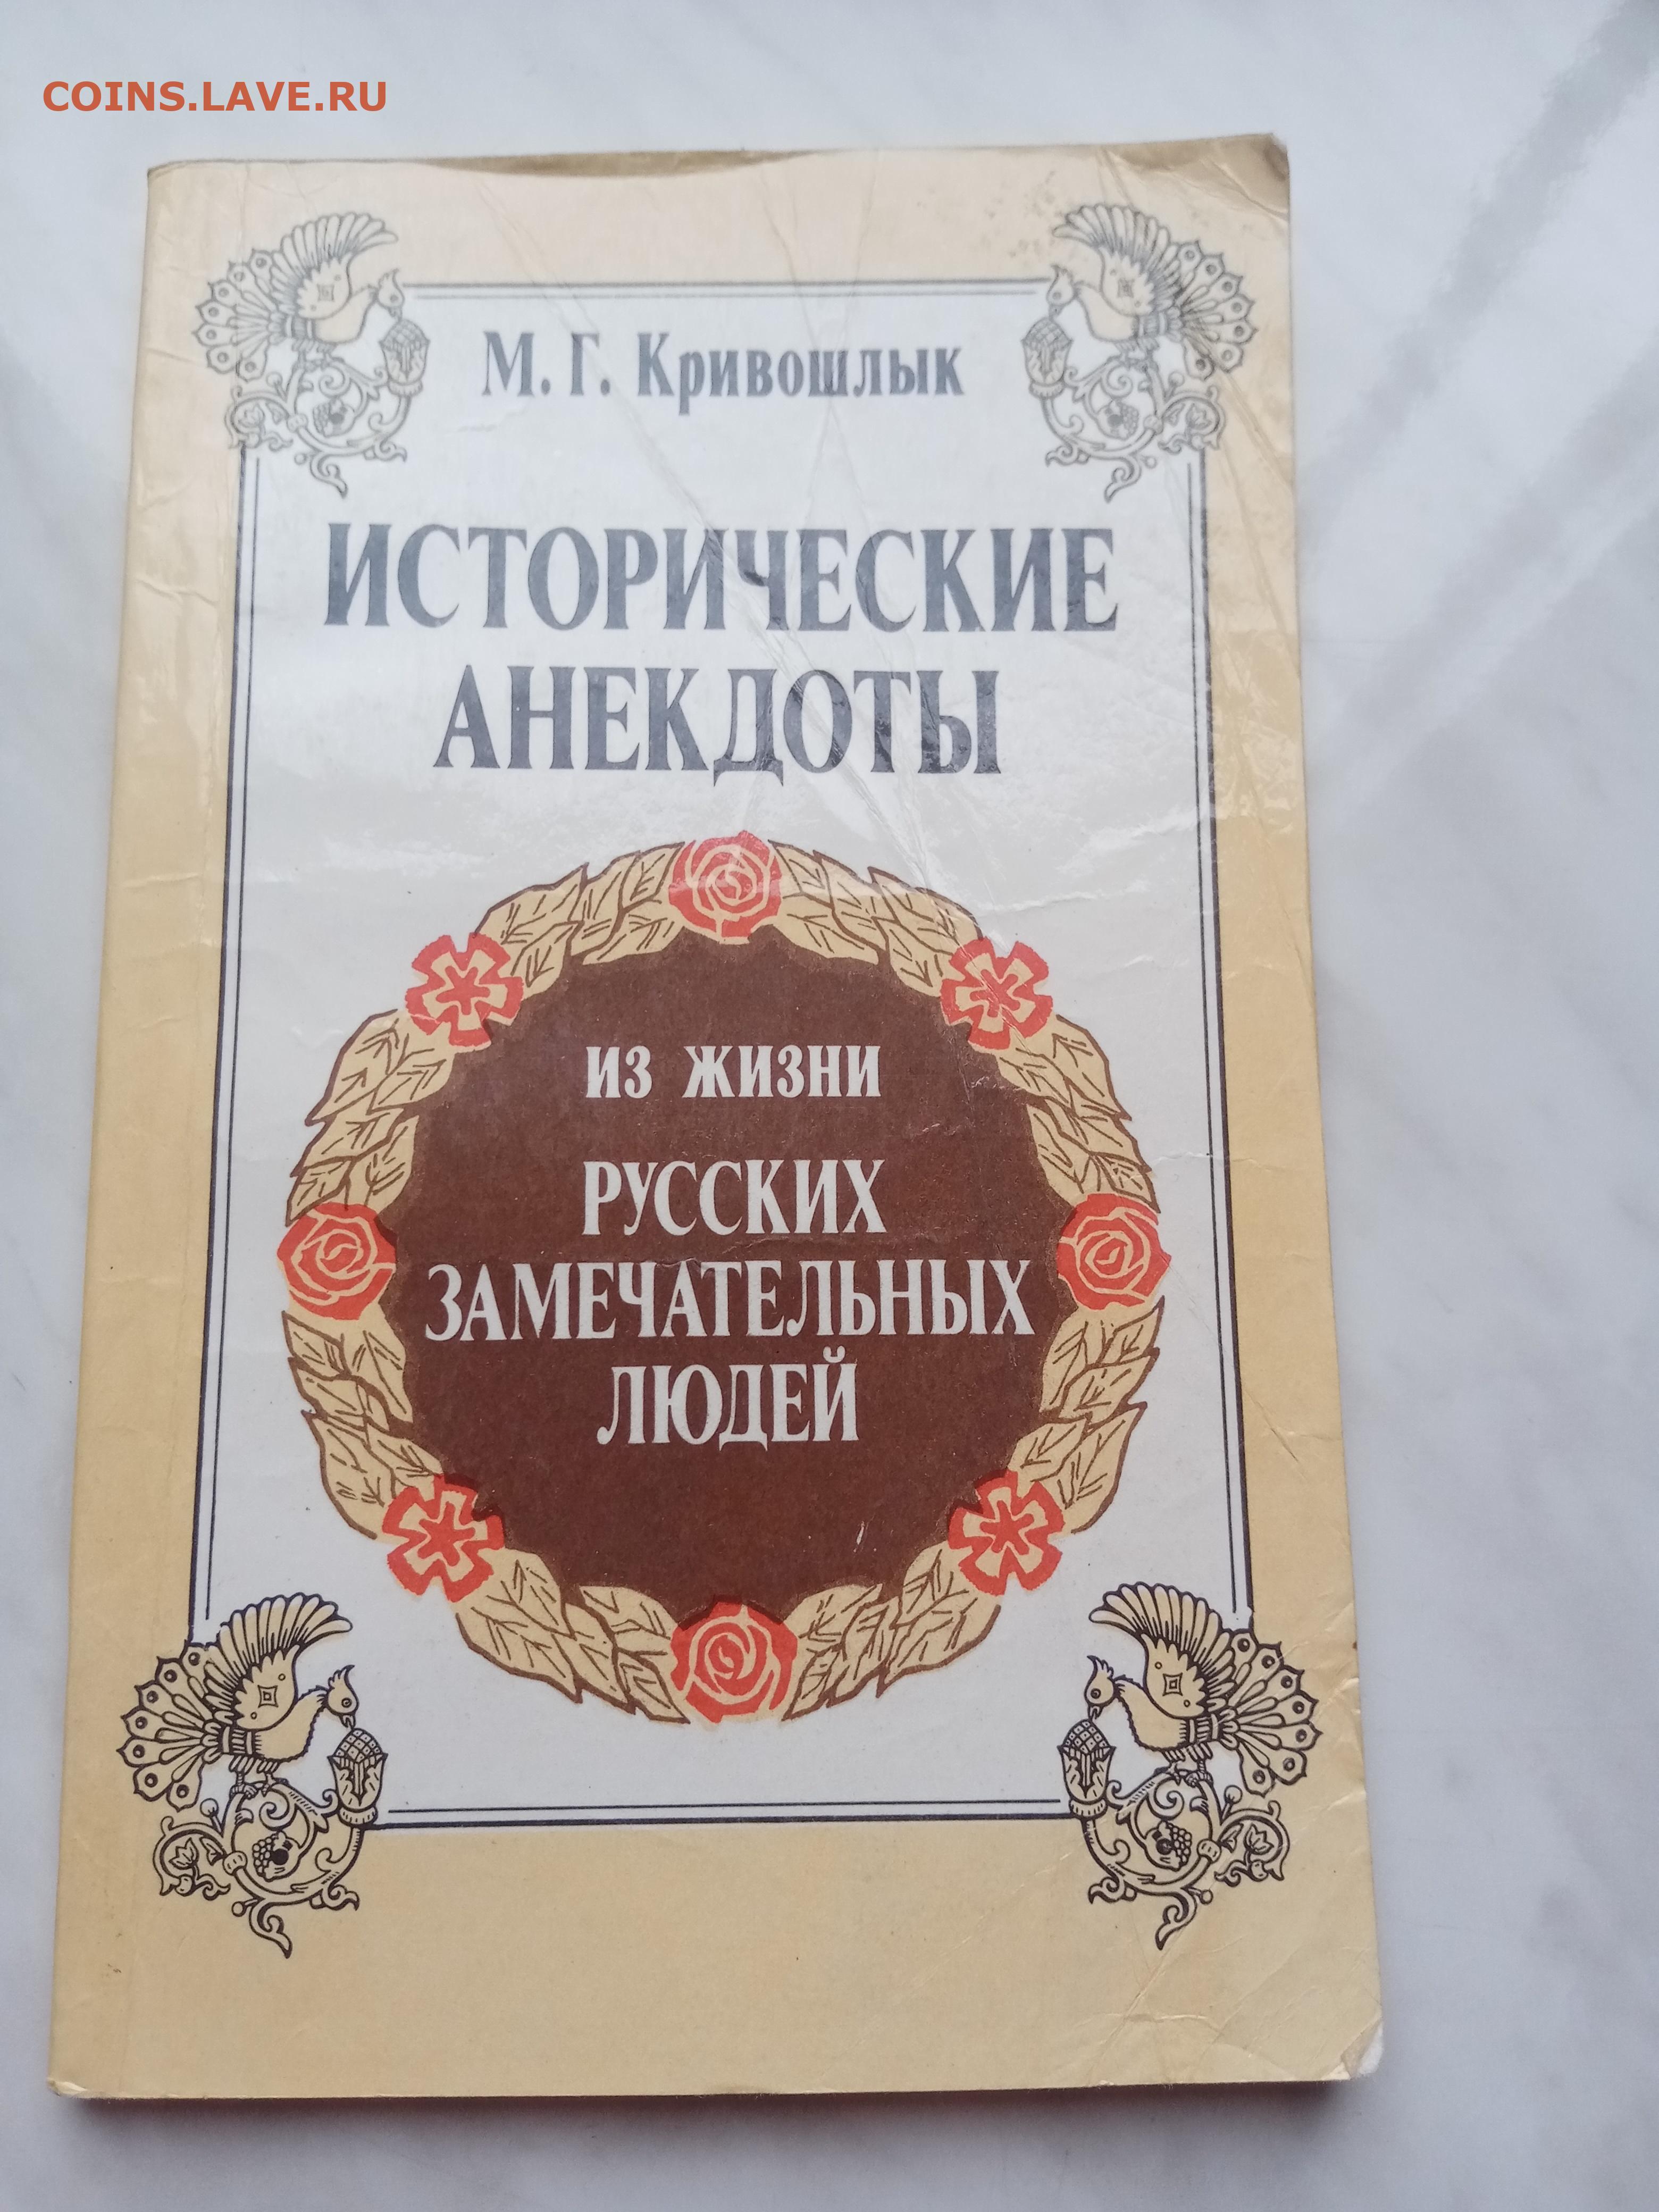 COINS.LAVE.RU
М. Г. Кривошлык
ИСТОРИЧЕСКИЕ
АНЕКДОТЫ
ИЗ ЖИЗНИ
РУССКИХ
ЗАМЕЧАТЕЛЬНЫХ
ЛЮДЕЙ